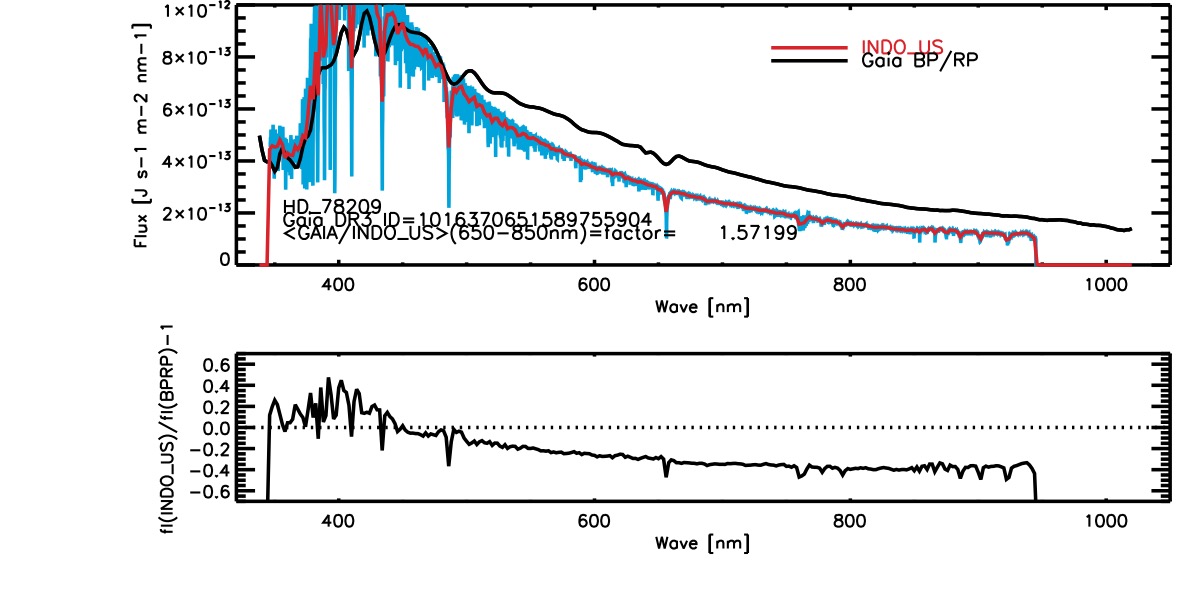 1×10−12
8×10−13
6×10−13
4×10−13
2×10−13
0
Flux [J s−1 m−2 nm−1]
INDO_US
Gaia BP/RP
HD_78209
Gaia DR3 ID=1016370651589755904
<GAIA/INDO_US>(650−850nm)=factor= 1.57199
400 600 800 1000
Wave [nm]
0.6
0.4
0.2
0.0
−0.2
−0.4
−0.6
fl(INDO_US)/fl(BPRP)−1
400 600 800 1000
Wave [nm]